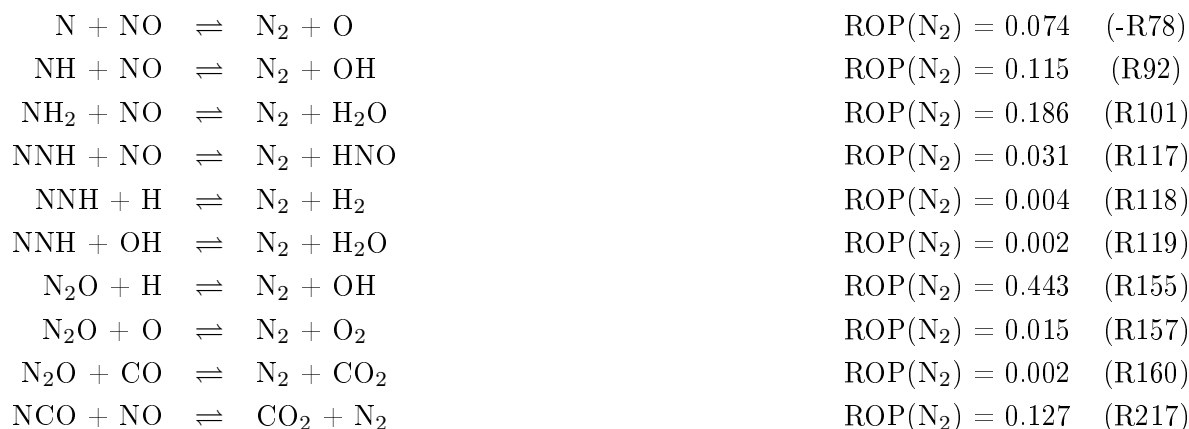 N + NO ⇌ N₂ + O ROP(N₂) = 0.074 (-R78)
NH + NO ⇌ N₂ + OH ROP(N₂) = 0.115 (R92)
NH₂ + NO ⇌ N₂ + H₂O ROP(N₂) = 0.186 (R101)
NNH + NO ⇌ N₂ + HNO ROP(N₂) = 0.031 (R117)
NNH + H ⇌ N₂ + H₂ ROP(N₂) = 0.004 (R118)
NNH + OH ⇌ N₂ + H₂O ROP(N₂) = 0.002 (R119)
N₂O + H ⇌ N₂ + OH ROP(N₂) = 0.443 (R155)
N₂O + O ⇌ N₂ + O₂ ROP(N₂) = 0.015 (R157)
N₂O + CO ⇌ N₂ + CO₂ ROP(N₂) = 0.002 (R160)
NCO + NO ⇌ CO₂ + N₂ ROP(N₂) = 0.127 (R217)